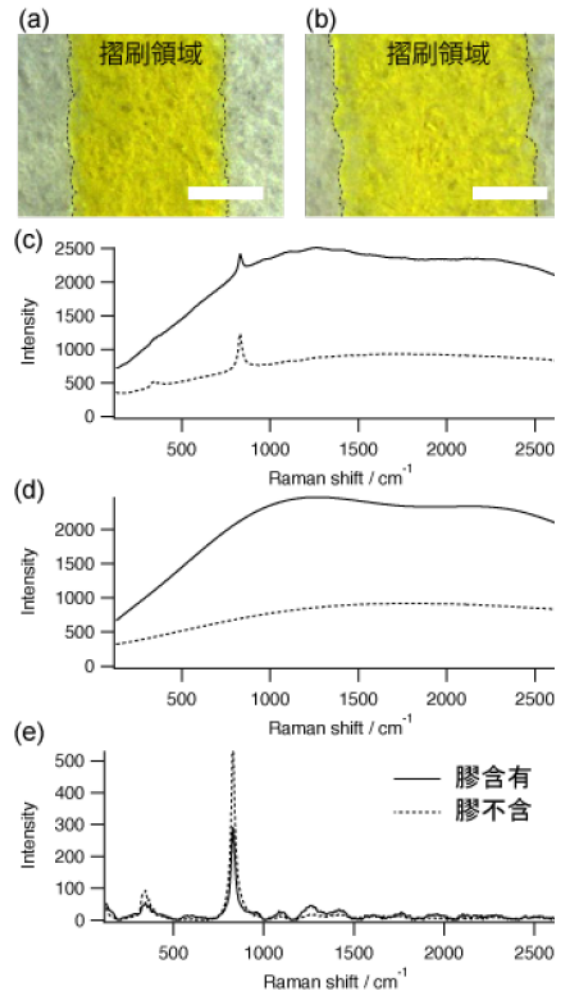 (a)
摺刷領域
(b)
摺刷領域
(c)
2500
2000
1500
1000
500
0
Intensity
500 1000 1500 2000 2500
Raman shift / cm⁻¹
(d)
2000
1500
1000
500
0
Intensity
500 1000 1500 2000 2500
Raman shift / cm⁻¹
(e)
500
400
300
200
100
0
Intensity
膠含有
膠不含
500 1000 1500 2000 2500
Raman shift / cm⁻¹